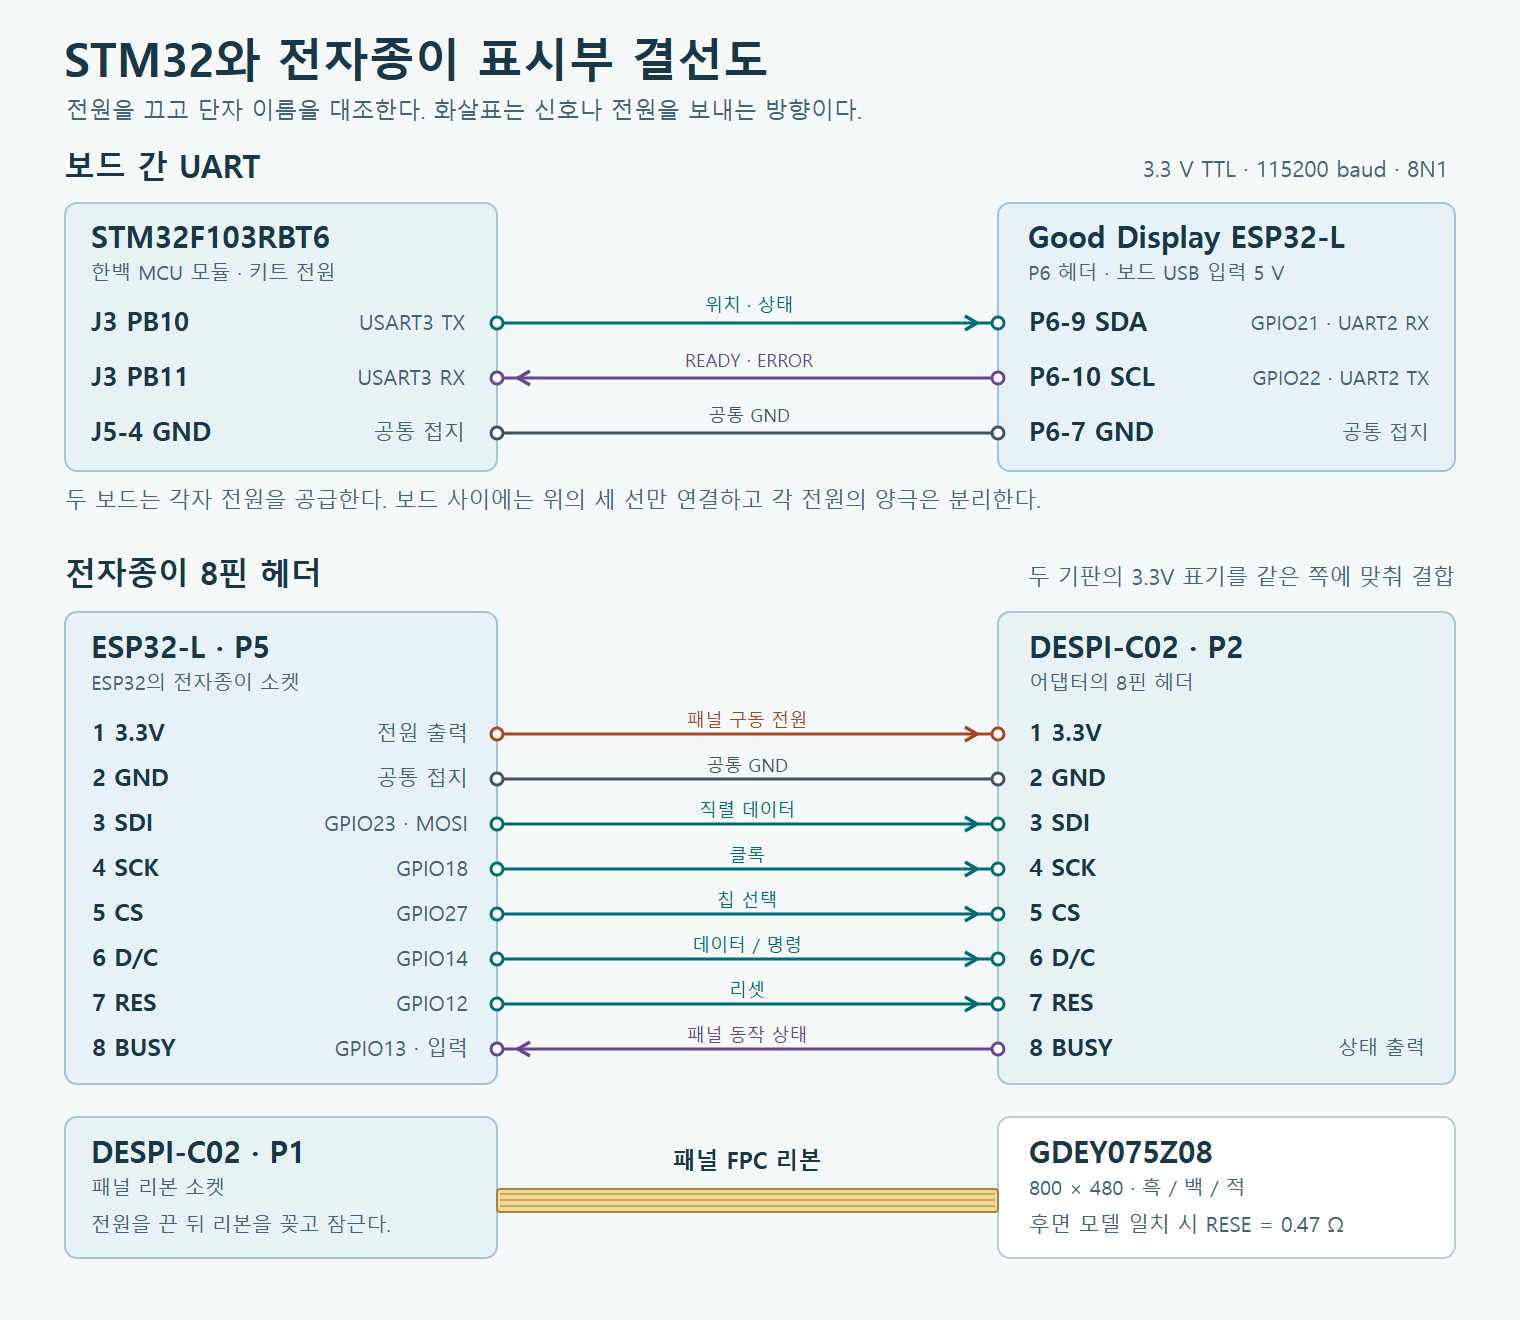 STM32와 전자종이 표시부 결선도
전원을 끄고 단자 이름을 대조한다. 화살표는 신호나 전원을 보내는 방향이다.
보드 간 UART
3.3 V TTL · 115200 baud · 8N1
STM32F103RBT6
한백 MCU 모듈 · 키트 전원
Good Display ESP32-L
P6 헤더 · 보드 USB 입력 5 V
J3 PB10 USART3 TX
위치 · 상태
P6-9 SDA GPIO21 · UART2 RX
J3 PB11 USART3 RX
READY · ERROR
P6-10 SCL GPIO22 · UART2 TX
J5-4 GND 공통 접지
공통 GND
P6-7 GND 공통 접지
두 보드는 각자 전원을 공급한다. 보드 사이에는 위의 세 선만 연결하고 각 전원의 양극은 분리한다.
전자종이 8핀 헤더
두 기판의 3.3V 표기를 같은 쪽에 맞춰 결합
ESP32-L · P5
ESP32의 전자종이 소켓
DESPI-C02 · P2
어댑터의 8핀 헤더
1 3.3V 전원 출력
패널 구동 전원
1 3.3V
2 GND 공통 접지
공통 GND
2 GND
3 SDI GPIO23 · MOSI
직렬 데이터
3 SDI
4 SCK GPIO18
클록
4 SCK
5 CS GPIO27
칩 선택
5 CS
6 D/C GPIO14
데이터 / 명령
6 D/C
7 RES GPIO12
리셋
7 RES
8 BUSY GPIO13 · 입력
패널 동작 상태
8 BUSY 상태 출력
DESPI-C02 · P1
패널 리본 소켓
전원을 끈 뒤 리본을 꽂고 잠근다.
패널 FPC 리본
GDEY075Z08
800 × 480 · 흑 / 백 / 적
후면 모델 일치 시 RESE = 0.47 Ω